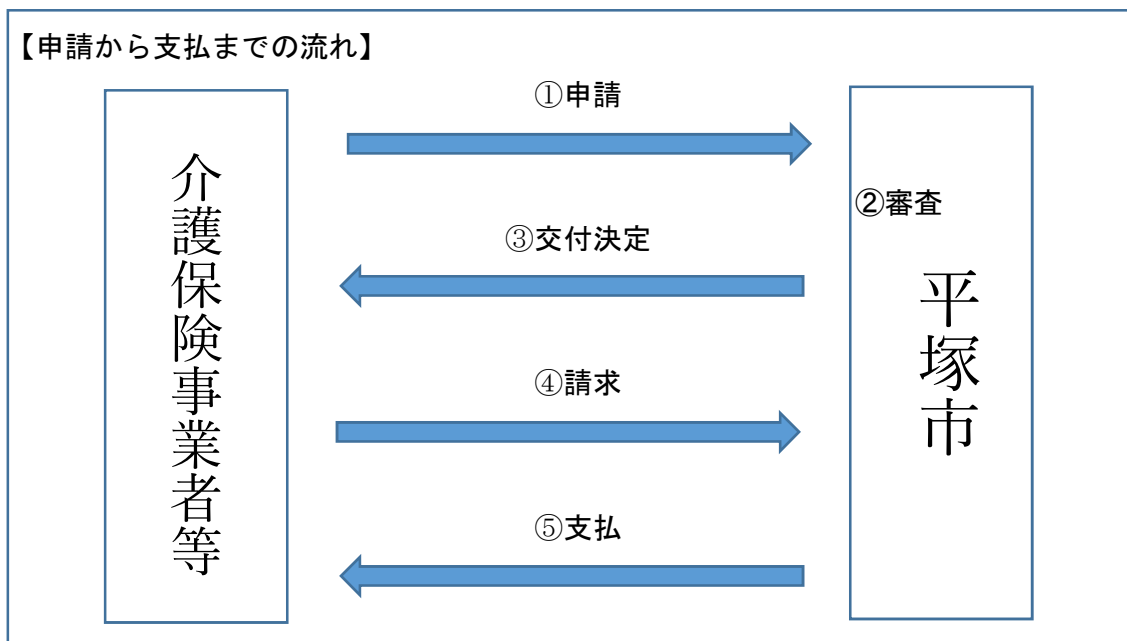 【申請から支払までの流れ】
介護保険事業者等
①申請
②審査
③交付決定
④請求
⑤支払
平塚市